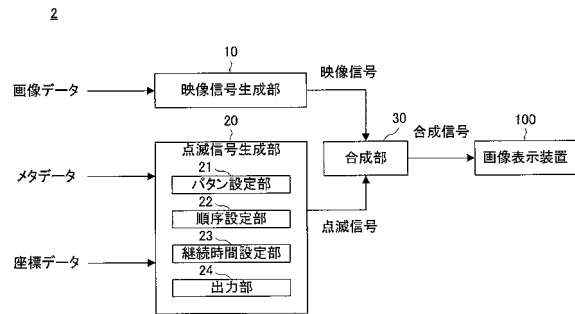 2
10
画像データ
映像信号生成部
映像信号
20
点滅信号生成部
30
合成部
合成信号
100
画像表示装置
メタデータ
21
パタン設定部
22
順序設定部
点滅信号
23
継続時間設定部
座標データ
24
出力部